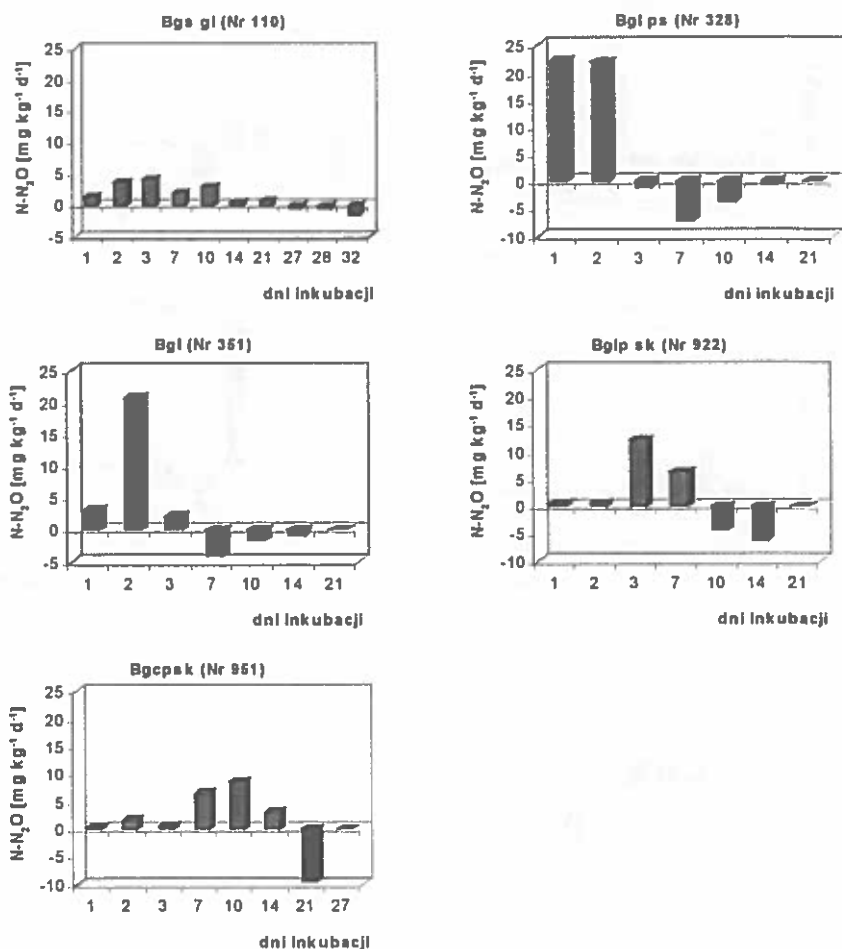 Bgs gl (Nr 110)
N-N₂O [mg kg⁻¹ d⁻¹]
25
20
15
10
5
0
-5
1 2 3 7 10 14 21 27 28 32
dni inkubacji
Bgl ps (Nr 328)
N-N₂O [mg kg⁻¹ d⁻¹]
25
20
15
10
5
0
-5
-10
1 2 3 7 10 14 21
dni inkubacji
Bgl (Nr 351)
N-N₂O [mg kg⁻¹ d⁻¹]
25
20
15
10
5
0
-5
1 2 3 7 10 14 21
dni inkubacji
Bglp sk (Nr 922)
N-N₂O [mg kg⁻¹ d⁻¹]
25
20
15
10
5
0
-5
-10
1 2 3 7 10 14 21
dni inkubacji
Bgcpsk (Nr 951)
N-N₂O [mg kg⁻¹ d⁻¹]
25
20
15
10
5
0
-5
-10
1 2 3 7 10 14 21 27
dni inkubacji